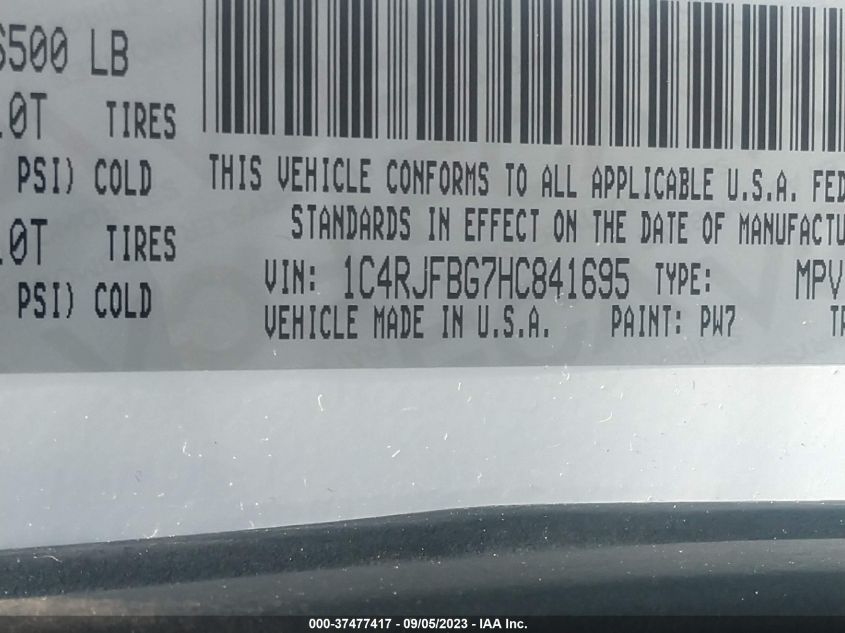 6500 LB
.0T TIRES
PSI) COLD
.0T TIRES
PSI) COLD
THIS VEHICLE CONFORMS TO ALL APPLICABLE U.S.A. FED
STANDARDS IN EFFECT ON THE DATE OF MANUFACTU
VIN: 1C4RJFBG7HC841695 TYPE: MPV
VEHICLE MADE IN U.S.A. PAINT: PW7 TR
000-37477417 - 09/05/2023 - IAA Inc.